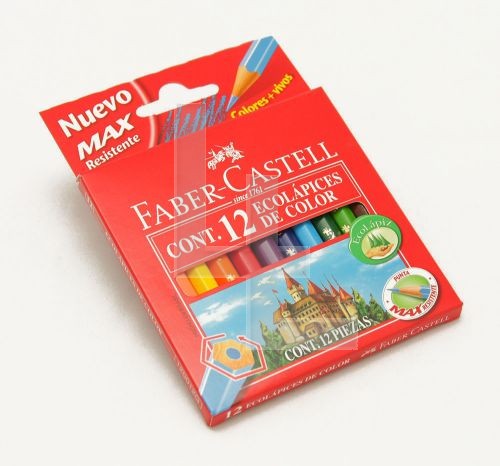 Nuevo
MAX
Resistente
Colores + vivos
FABER-CASTELL
since 1761
CONT. 12 ECOLÁPICES
DE COLOR
EcoLápiz
PUNTA
MAX
RESISTENTE
CONT. 12 PIEZAS
12 ECOLÁPICES DE COLOR
FABER-CASTELL